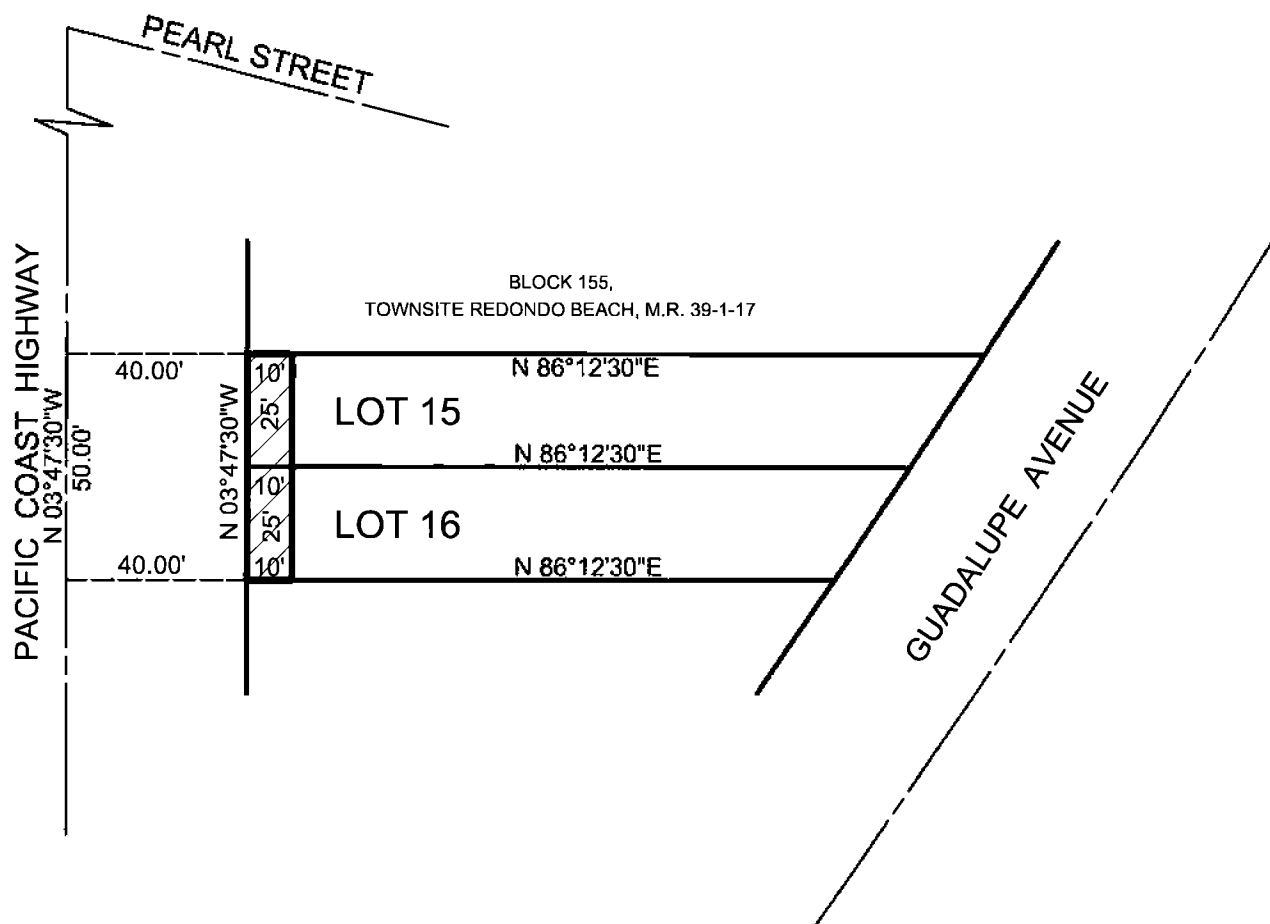 PEARL STREET
BLOCK 155,
TOWNSITE REDONDO BEACH, M.R. 39-1-17
PACIFIC COAST HIGHWAY
N 03°47'30"W
50.00'
40.00'
10'
N 86°12'30"E
25'
LOT 15
N 03°47'30"W
N 86°12'30"E
10'
25'
LOT 16
40.00'
10'
N 86°12'30"E
GUADALUPE AVENUE